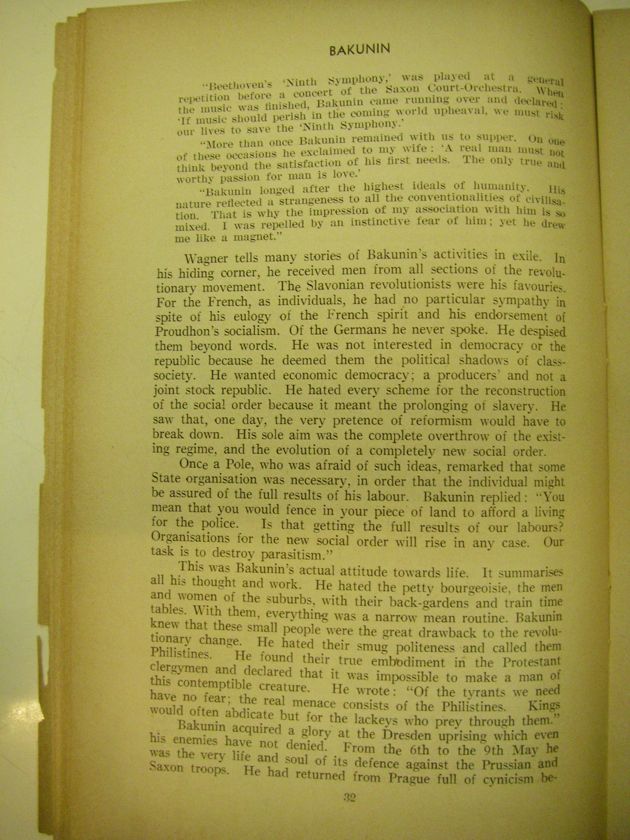 BAKUNIN
"Beethoven's 'Ninth Symphony,' was played at a general
repetition before a concert of the Saxon Court-Orchestra. When
the music was finished, Bakunin came running over and declared:
'If music should perish in the coming world upheaval, we must risk
our lives to save the 'Ninth Symphony.'
"More than once Bakunin remained with us to supper. On one
of these occasions he exclaimed to my wife: 'A real man must not
think beyond the satisfaction of his first needs. The only true and
worthy passion for man is love.'
"Bakunin longed after the highest ideals of humanity. His
nature reflected a strangeness to all the conventionalities of civilisa-
tion. That is why the impression of my association with him is so
mixed. I was repelled by an instinctive fear of him; yet he drew
me like a magnet."
Wagner tells many stories of Bakunin's activities in exile. In
his hiding corner, he received men from all sections of the revolu-
tionary movement. The Slavonian revolutionists were his favouries.
For the French, as individuals, he had no particular sympathy in
spite of his eulogy of the French spirit and his endorsement of
Proudhon's socialism. Of the Germans he never spoke. He despised
them beyond words. He was not interested in democracy or the
republic because he deemed them the political shadows of class-
society. He wanted economic democracy; a producers' and not a
joint stock republic. He hated every scheme for the reconstruction
of the social order because it meant the prolonging of slavery. He
saw that, one day, the very pretence of reformism would have to
break down. His sole aim was the complete overthrow of the exist-
ing regime, and the evolution of a completely new social order.
Once a Pole, who was afraid of such ideas, remarked that some
State organisation was necessary, in order that the individual might
be assured of the full results of his labour. Bakunin replied: "You
mean that you would fence in your piece of land to afford a living
for the police. Is that getting the full results of our labours?
Organisations for the new social order will rise in any case. Our
task is to destroy parasitism."
This was Bakunin's actual attitude towards life. It summarises
all his thought and work. He hated the petty bourgeoisie, the men
and women of the suburbs, with their back-gardens and train time
tables. With them, everything was a narrow mean routine. Bakunin
knew that these small people were the great drawback to the revolu-
tionary change. He hated their smug politeness and called them
Philistines. He found their true embodiment in the Protestant
clergymen and declared that it was impossible to make a man of
this contemptible creature. He wrote: "Of the tyrants we need
have no fear; the real menace consists of the Philistines. Kings
would often abdicate but for the lackeys who prey through them."
Bakunin acquired a glory at the Dresden uprising which even
his enemies have not denied. From the 6th to the 9th May he
was the very life and soul of its defence against the Prussian and
Saxon troops. He had returned from Prague full of cynicism be-
32